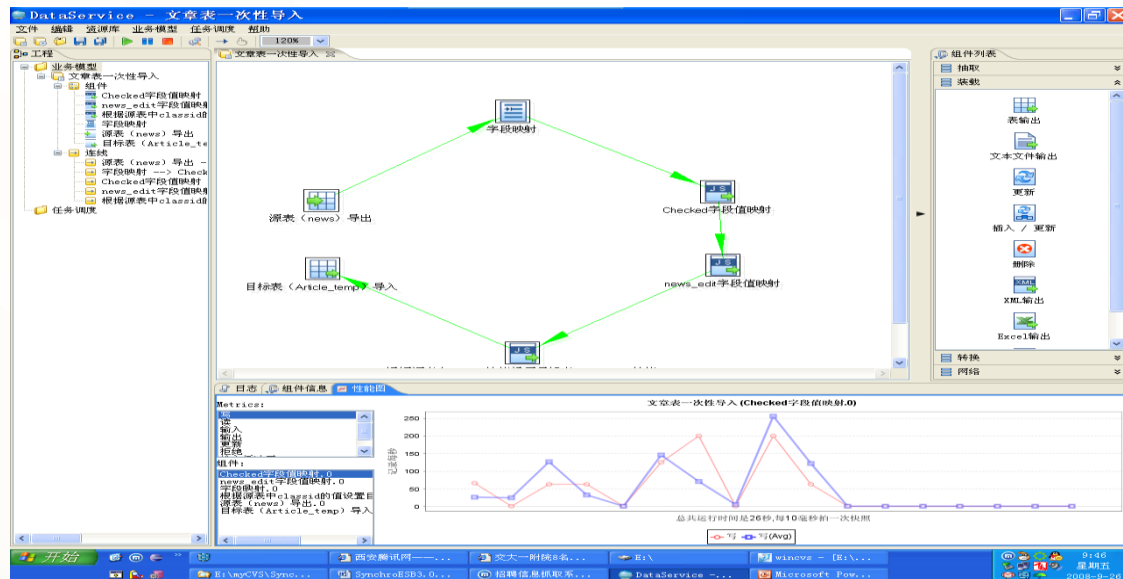 DataService - 文章表一次性导入
文件 编辑 资源库 业务模型 任务调度 帮助
120%
工程
业务模型
文章表一次性导入
组件
Checked字段值映射
news_edit字段值映射
根据源表中classid的
字段映射
源表（news）导出
目标表（Article_te
连线
源表（news）导出 -
字段映射 --> Check
Checked字段值映射
news_edit字段值映射
根据源表中classid的
任务调度
文章表一次性导入
字段映射
源表（news）导出
Checked字段值映射
目标表（Article_temp）导入
news_edit字段值映射
组件列表
抽取
装载
表输出
文本文件输出
更新
插入 / 更新
删除
XML输出
Excel输出
转换
网络
日志 组件信息 性能图
Metrics:
写
读
输入
输出
更新
拒绝
组件:
Checked字段值映射.0
news_edit字段值映射.0
字段映射.0
根据源表中classid的值设置目
源表（news）导出.0
目标表（Article_temp）导入
文章表一次性导入 (Checked字段值映射.0)
记录每秒
250
200
150
100
50
0
总共运行时间是26秒,每10毫秒拍一次快照
写 写(Avg)
开始
西安腾讯网——...
交大一附院8名...
E:\
wincvs - [E:\...
E:\myCVS\Sync...
SynchroESB3.0...
招聘信息抓取系...
DataService -...
Microsoft Pow...
9:46
星期五
2008-9-26